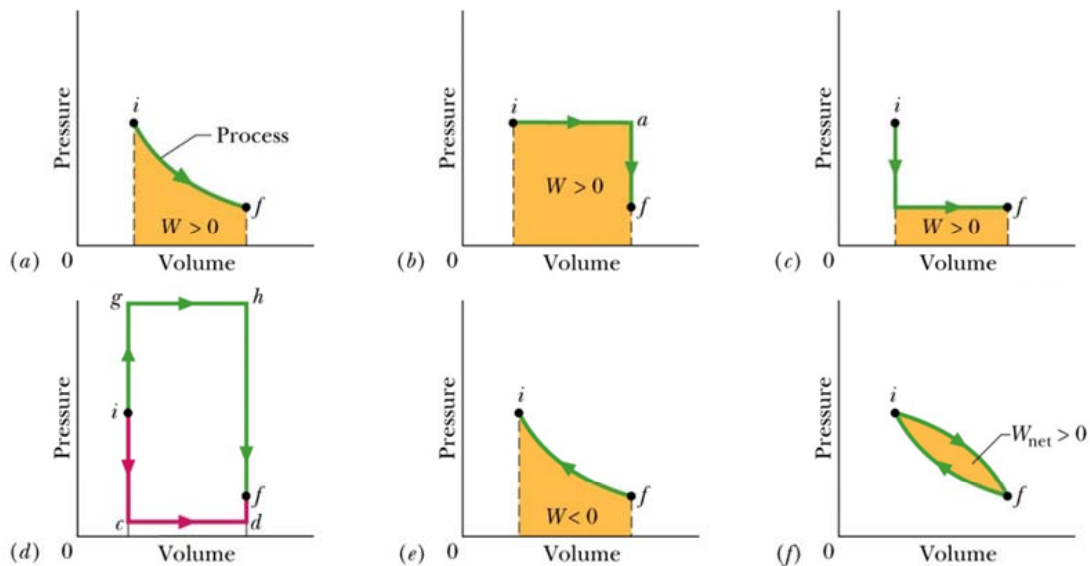 Pressure
i
Process
f
W > 0
(a) 0 Volume
Pressure
i
a
W > 0
f
(b) 0 Volume
Pressure
i
f
W > 0
(c) 0 Volume
Pressure
g h
i
f
c d
(d) 0 Volume
Pressure
i
f
W < 0
(e) 0 Volume
Pressure
i
Wnet > 0
f
(f) 0 Volume